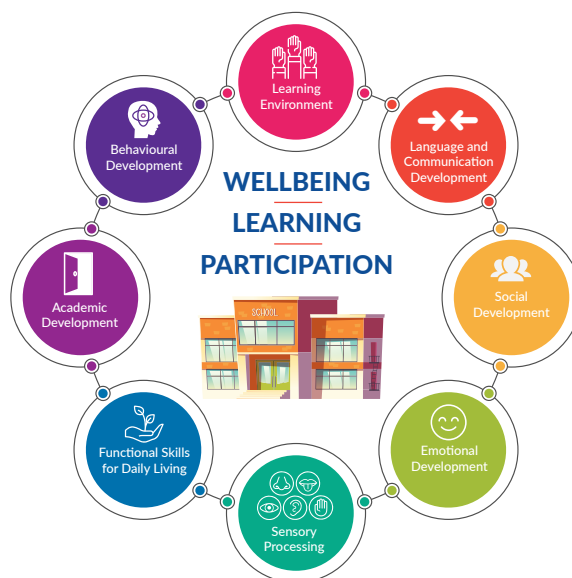 Learning
Environment
Behavioural
Development
Language and
Communication
Development
WELLBEING
LEARNING
PARTICIPATION
Academic
Development
SCHOOL
Social
Development
Functional Skills
for Daily Living
Emotional
Development
Sensory
Processing